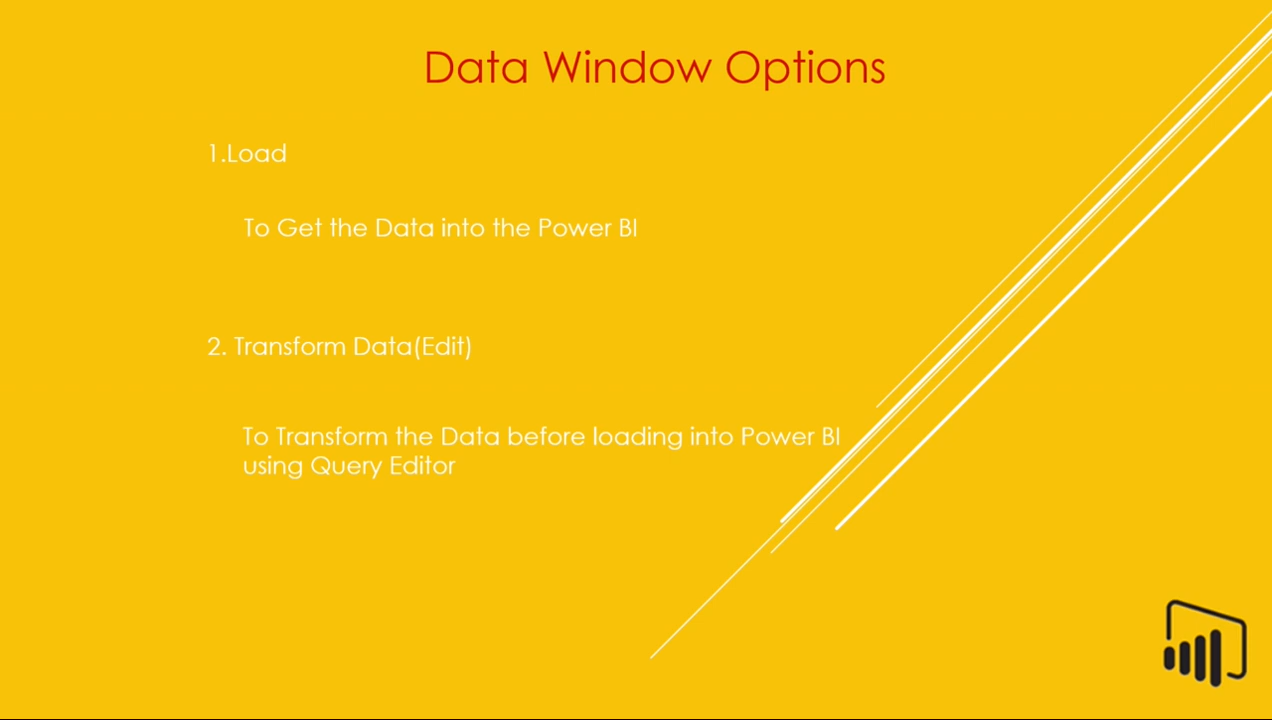 Data Window Options
1.Load
To Get the Data into the Power BI
2. Transform Data(Edit)
To Transform the Data before loading into Power BI
using Query Editor